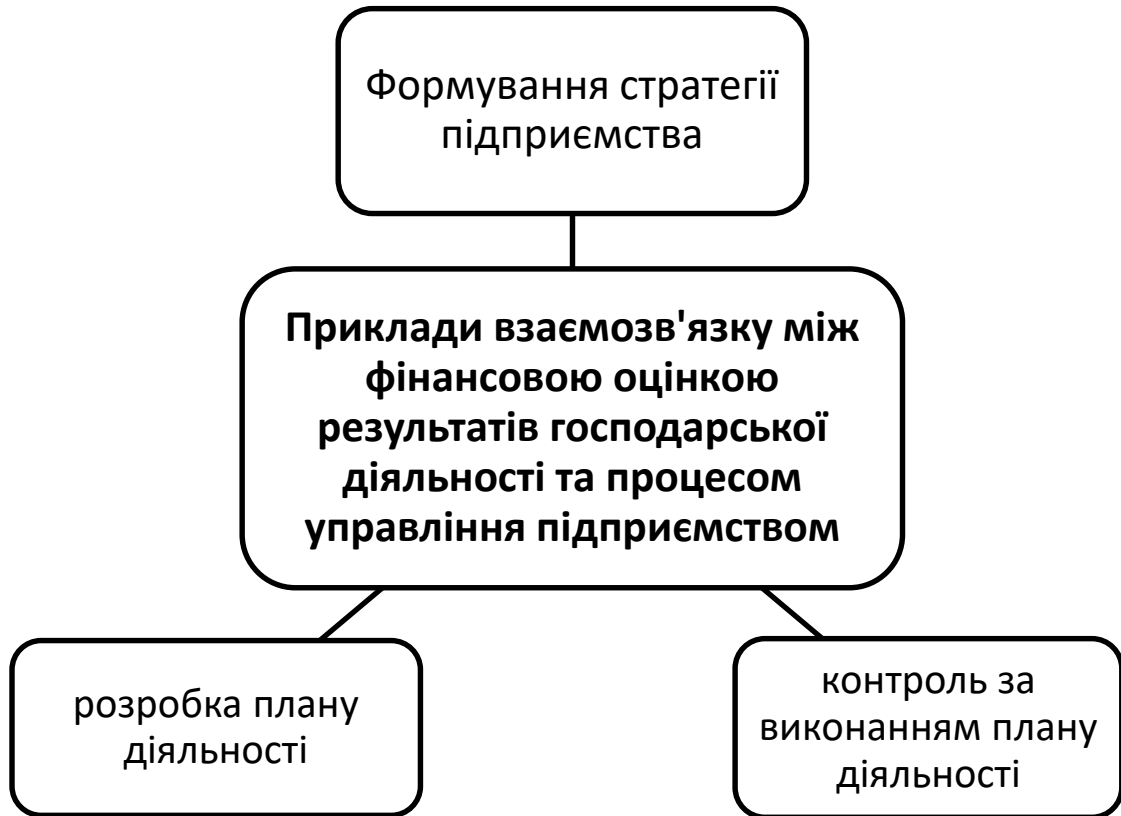 Формування стратегії
підприємства
Приклади взаємозв'язку між
фінансовою оцінкою
результатів господарської
діяльності та процесом
управління підприємством
розробка плану
діяльності
контроль за
виконанням плану
діяльності